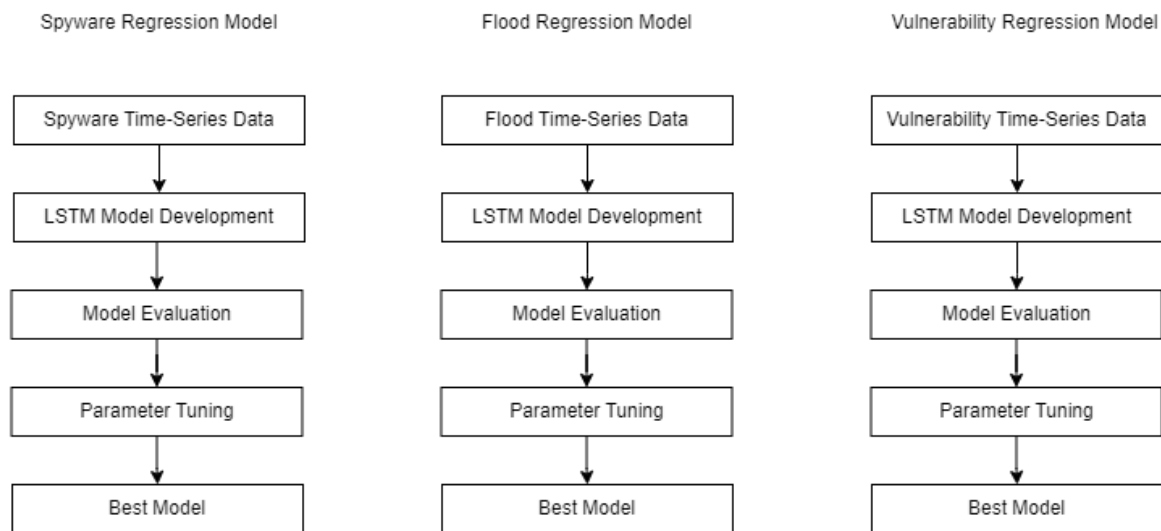 Spyware Regression Model
Flood Regression Model
Vulnerability Regression Model
Spyware Time-Series Data
Flood Time-Series Data
Vulnerability Time-Series Data
LSTM Model Development
LSTM Model Development
LSTM Model Development
Model Evaluation
Model Evaluation
Model Evaluation
Parameter Tuning
Parameter Tuning
Parameter Tuning
Best Model
Best Model
Best Model